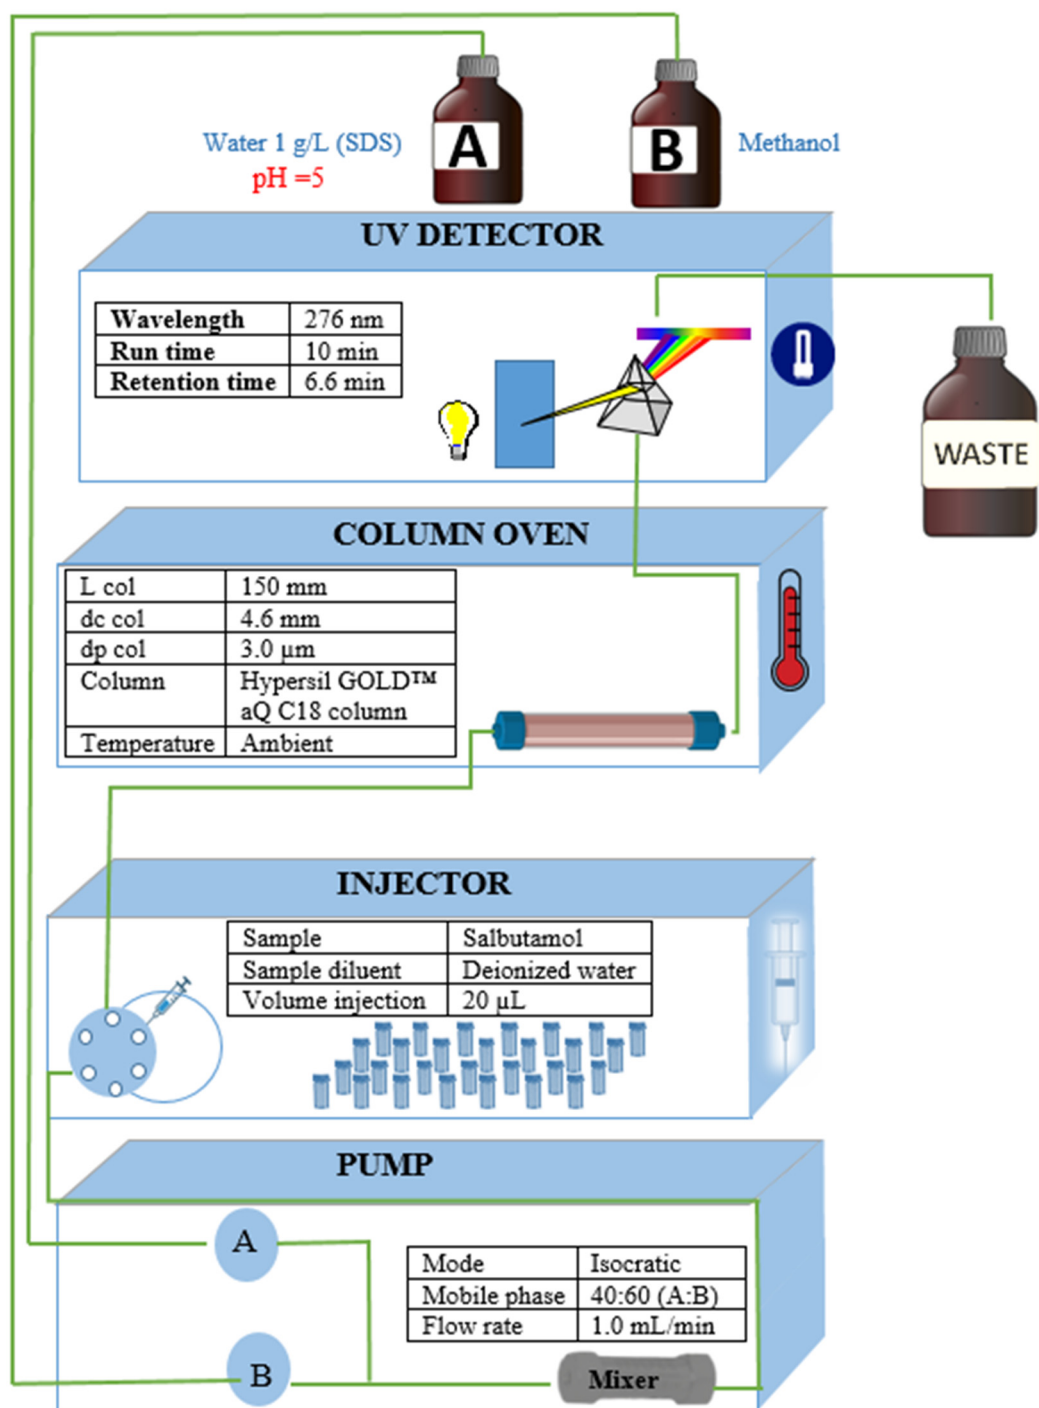 A
B
Water 1 g/L (SDS)
pH =5
Methanol
UV DETECTOR
Wavelength 276 nm
Run time 10 min
Retention time 6.6 min
WASTE
COLUMN OVEN
L col 150 mm
dc col 4.6 mm
dp col 3.0 µm
Column Hypersil GOLD™
aQ C18 column
Temperature Ambient
INJECTOR
Sample Salbutamol
Sample diluent Deionized water
Volume injection 20 µL
PUMP
A
Mode Isocratic
Mobile phase 40:60 (A:B)
Flow rate 1.0 mL/min
B
Mixer